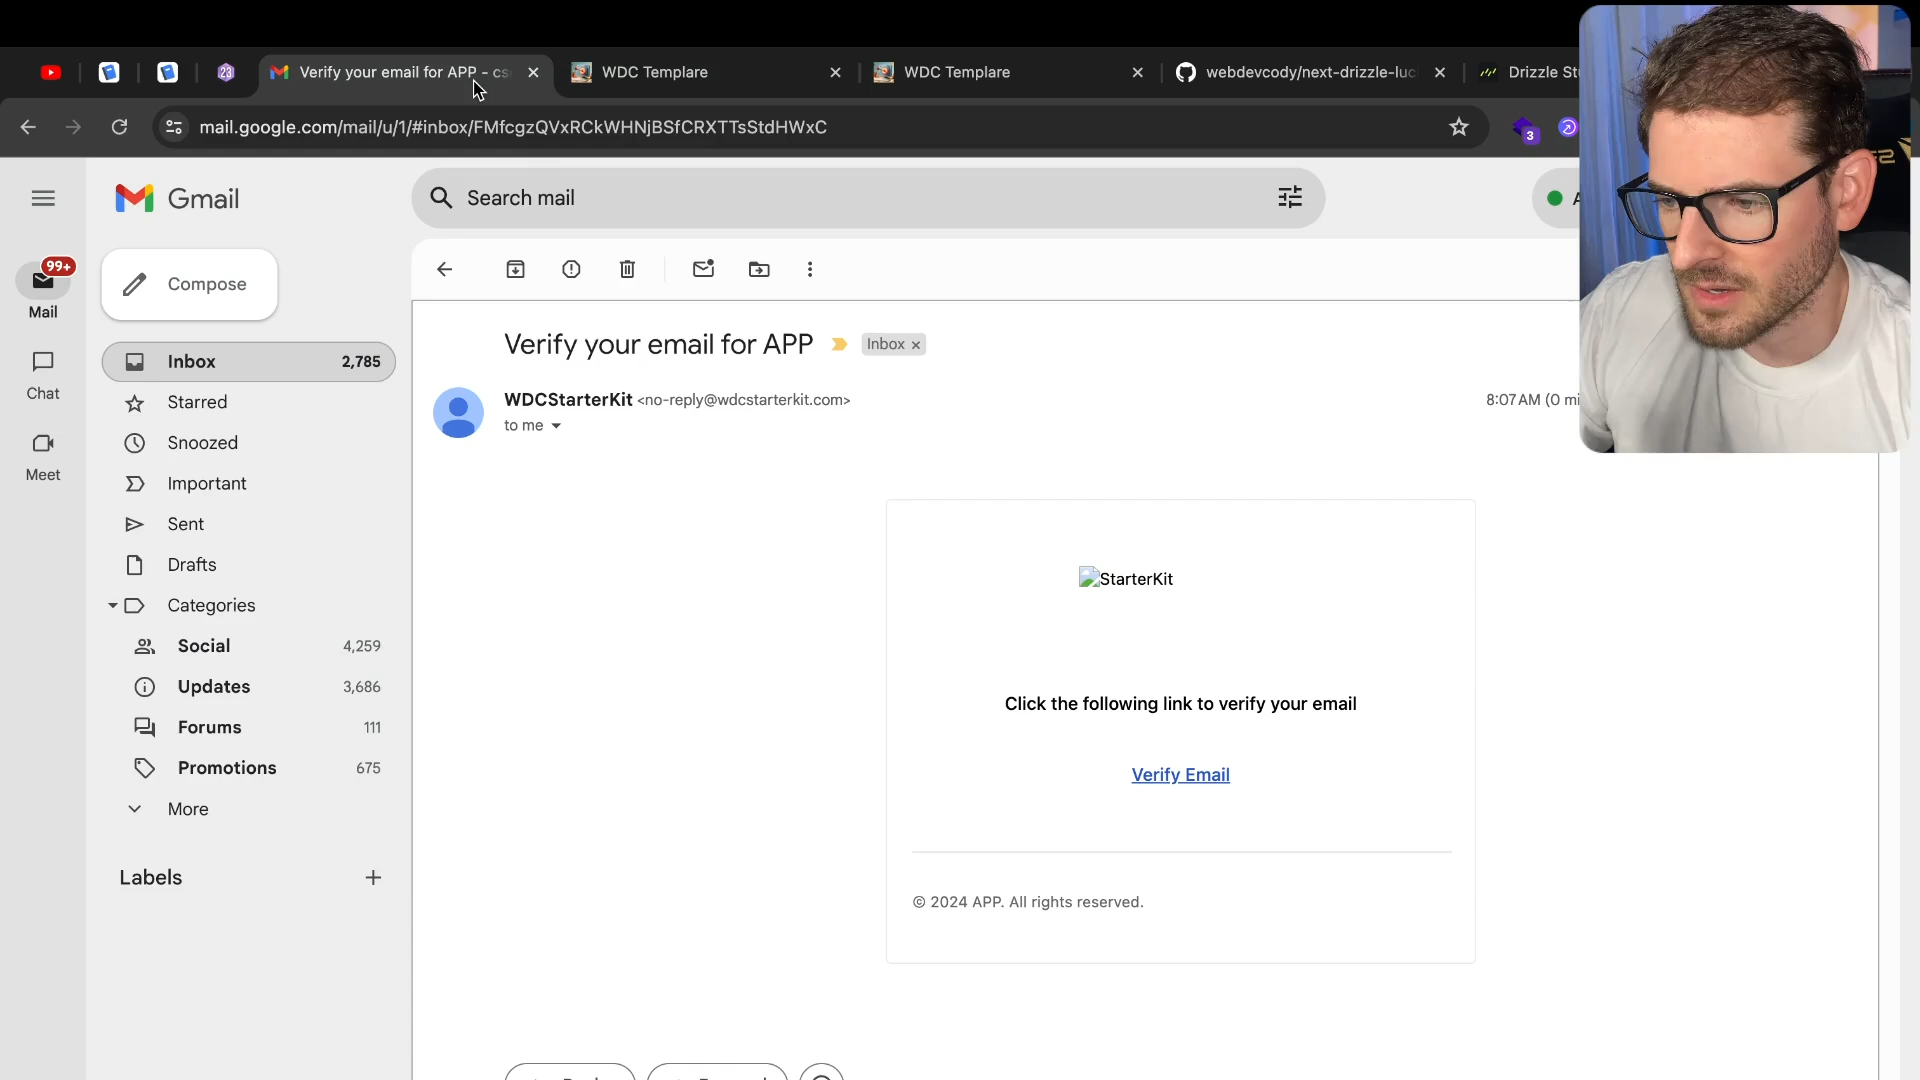 Verify your email for APP - cs
WDC Templare
WDC Templare
webdevcody/next-drizzle-luc
Drizzle St
mail.google.com/mail/u/1/#inbox/FMfcgzQVxRCkWHNjBSfCRXTTsStdHWxC
3
23
Gmail
Search mail
99+
Mail
Chat
Meet
Compose
Inbox 2,785
Starred
Snoozed
Important
Sent
Drafts
Categories
Social 4,259
Updates 3,686
Forums 111
Promotions 675
More
Labels
Verify your email for APP
Inbox
WDCStarterKit <no-reply@wdcstarterkit.com>
8:07 AM (0 mi
to me
StarterKit
Click the following link to verify your email
Verify Email
© 2024 APP. All rights reserved.